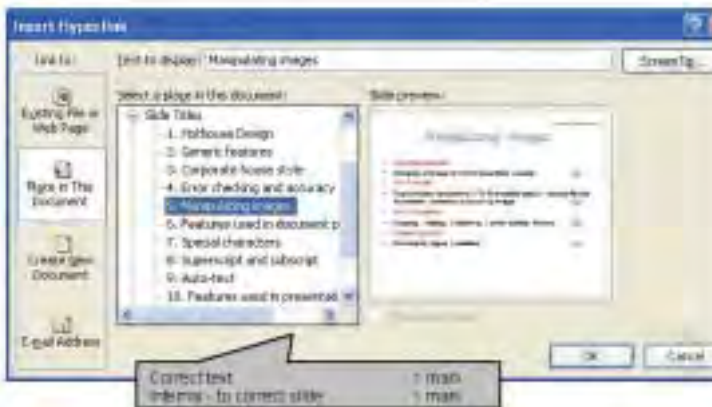 Insert Hyperlink
Link to:
Text to display: Manipulating images
ScreenTip...
Existing File or
Web Page
Place in This
Document
Create New
Document
E-mail Address
Select a place in this document:
Slide Titles
1. Hothouse Design
2. Generic features
3. Corporate house style
4. Error checking and accuracy
5. Manipulating images
6. Features used in document p
7. Special characters
8. Superscript and subscript
9. Auto-text
10. Features used in presentati
Slide preview:
Manipulating images
OK
Cancel
Correct text 1 mark
Internal - to correct slide 1 mark